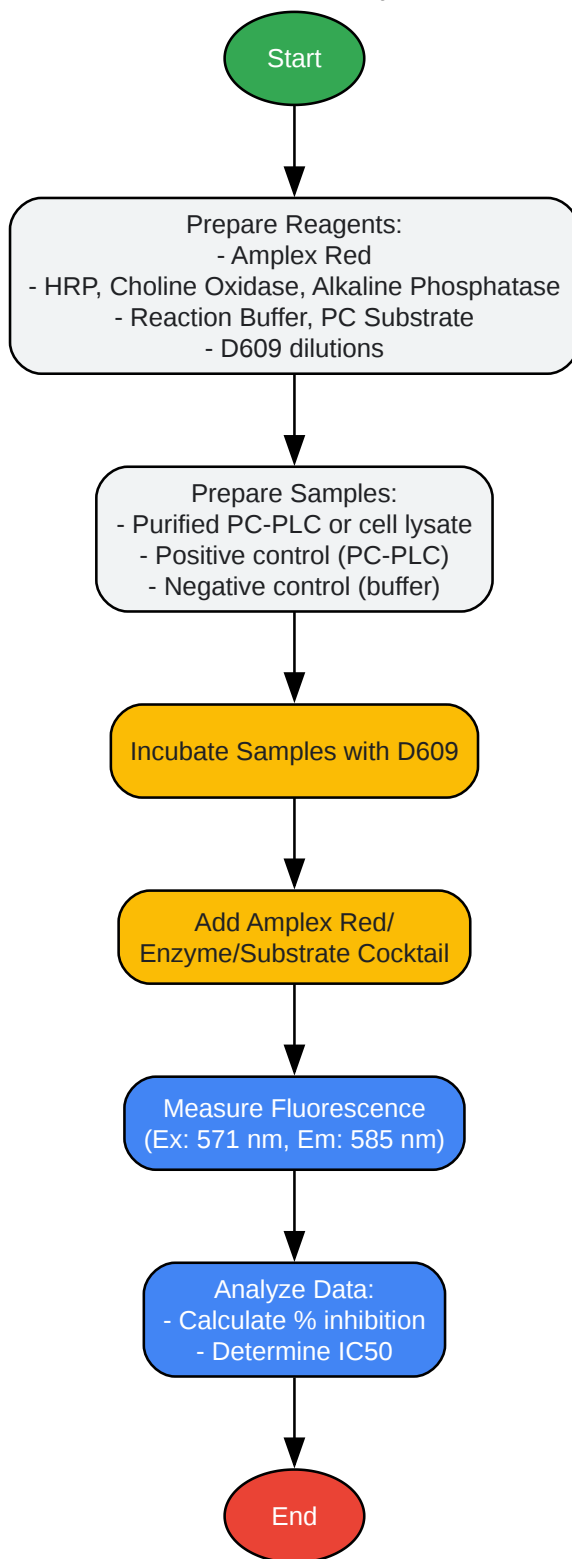 Start
Prepare Reagents:
- Amplex Red
- HRP, Choline Oxidase, Alkaline Phosphatase
- Reaction Buffer, PC Substrate
- D609 dilutions
Prepare Samples:
- Purified PC-PLC or cell lysate
- Positive control (PC-PLC)
- Negative control (buffer)
Incubate Samples with D609
Add Amplex Red/
Enzyme/Substrate Cocktail
Measure Fluorescence
(Ex: 571 nm, Em: 585 nm)
Analyze Data:
- Calculate % inhibition
- Determine IC50
End